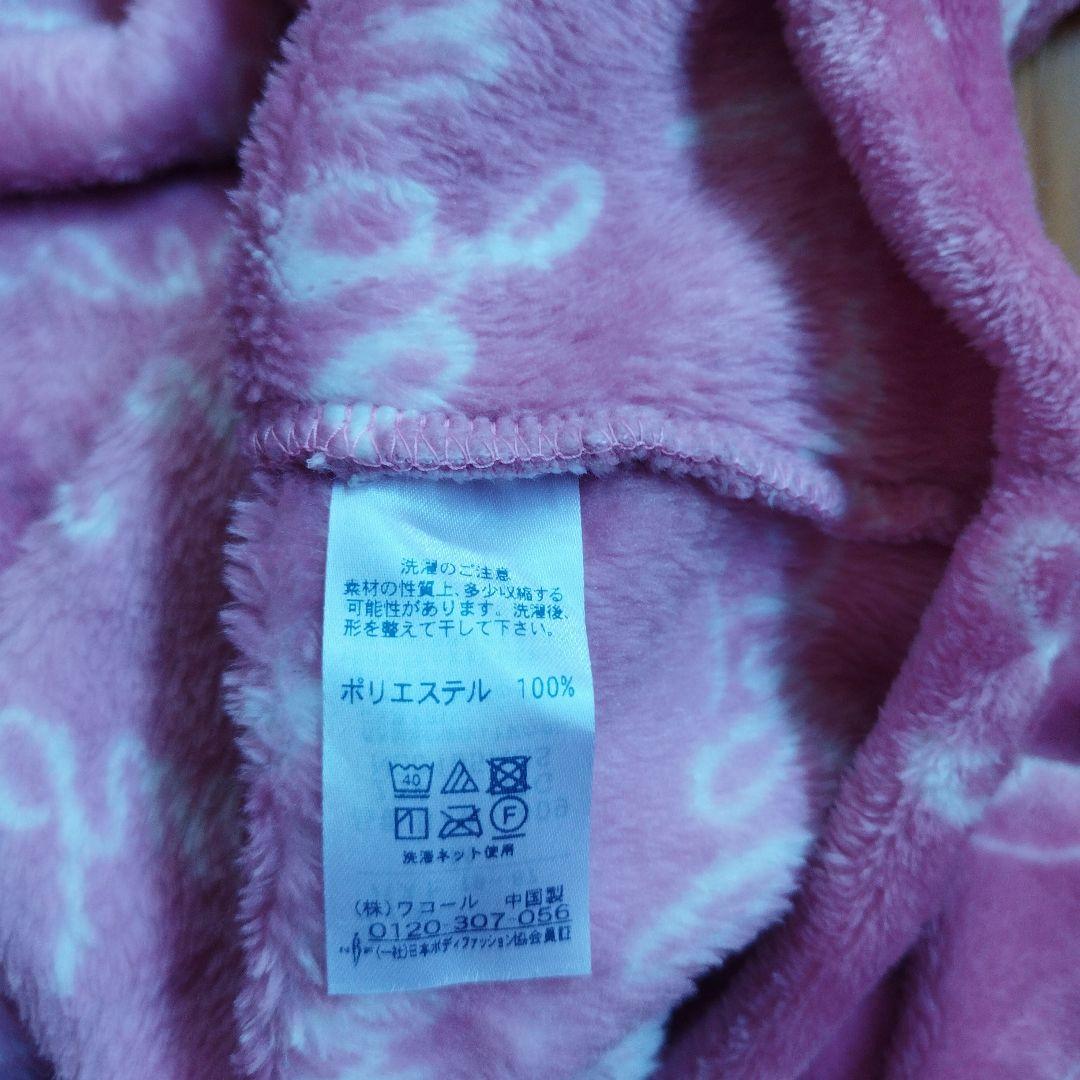 洗濯のご注意
素材の性質上、多少収縮する
可能性があります。洗濯後、
形を整えて干して下さい。
ポリエステル 100%
40
F
洗濯ネット使用
(株)ワコール 中国製
0120-307-056
(一社)日本ボディファッション協会会員